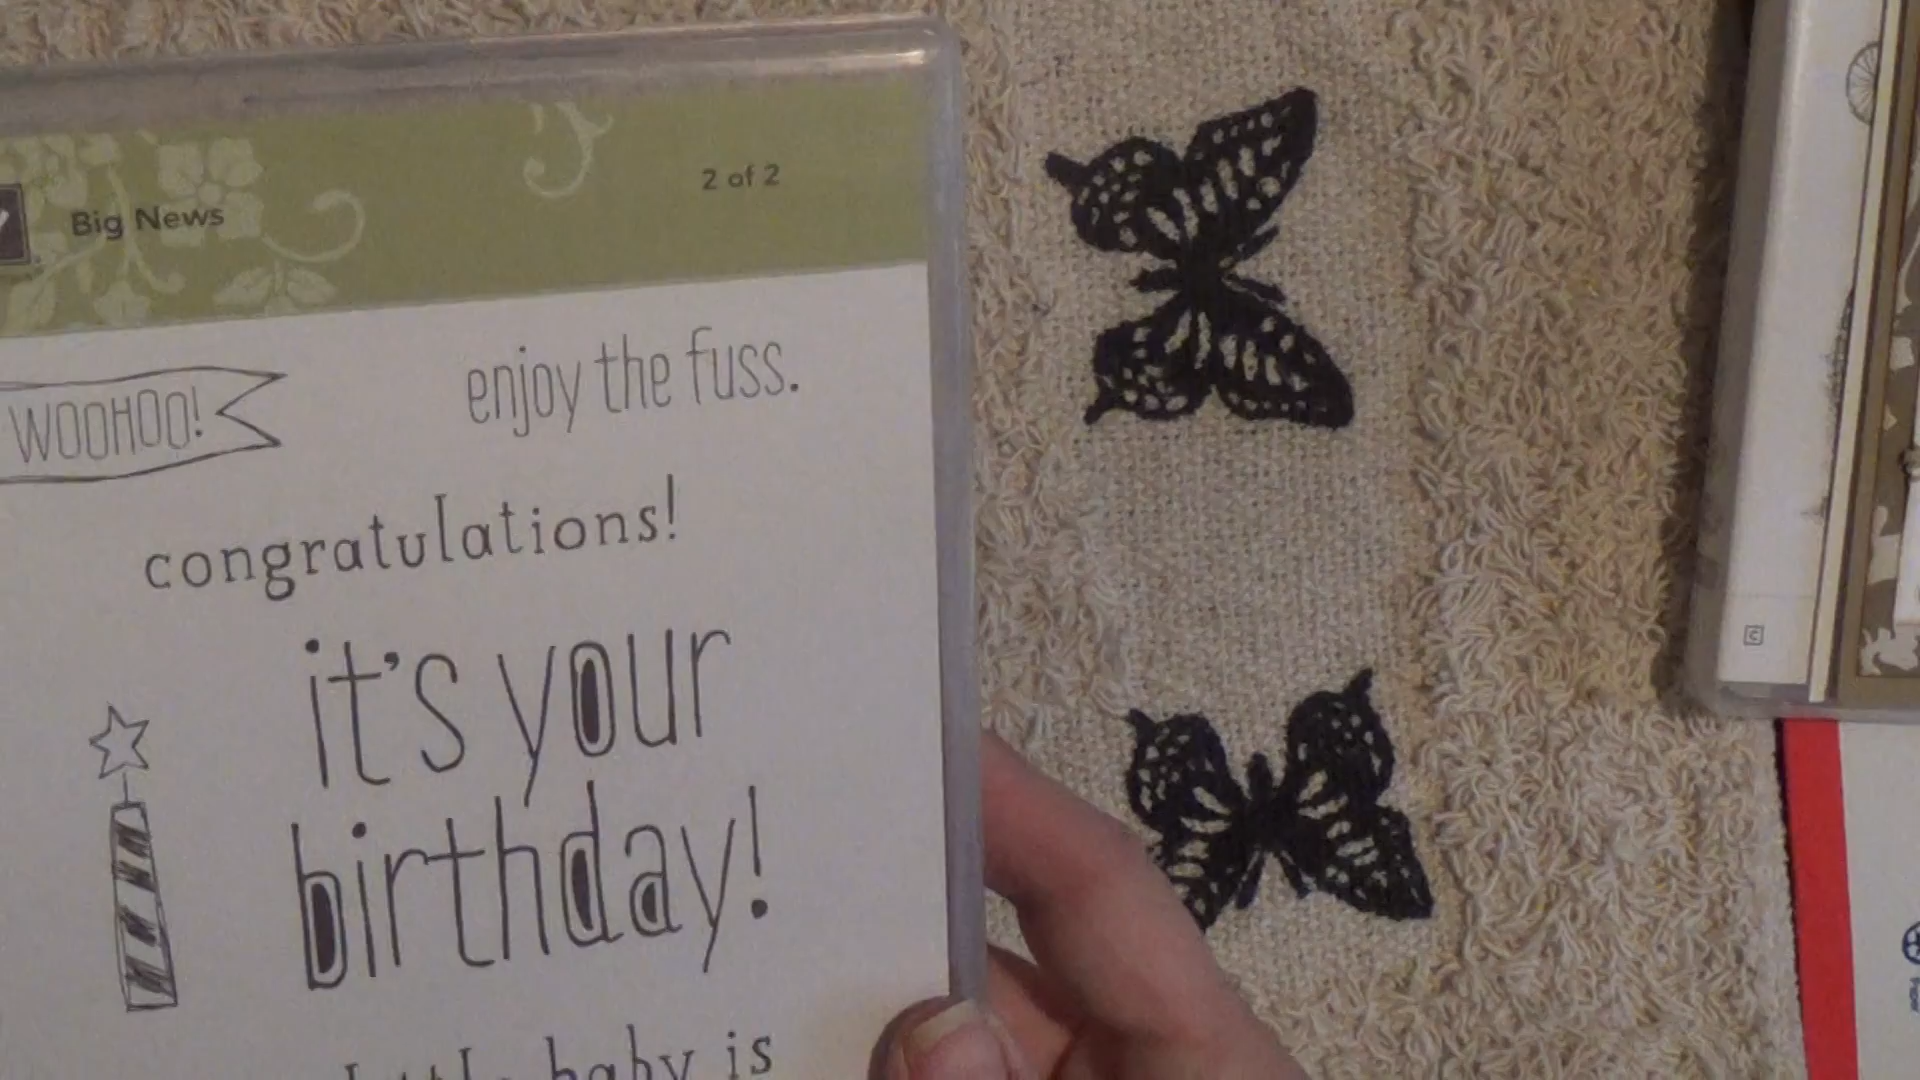 Big News
2 of 2
WOOHOO!
enjoy the fuss.
congratulations!
it's your
birthday!
baby is